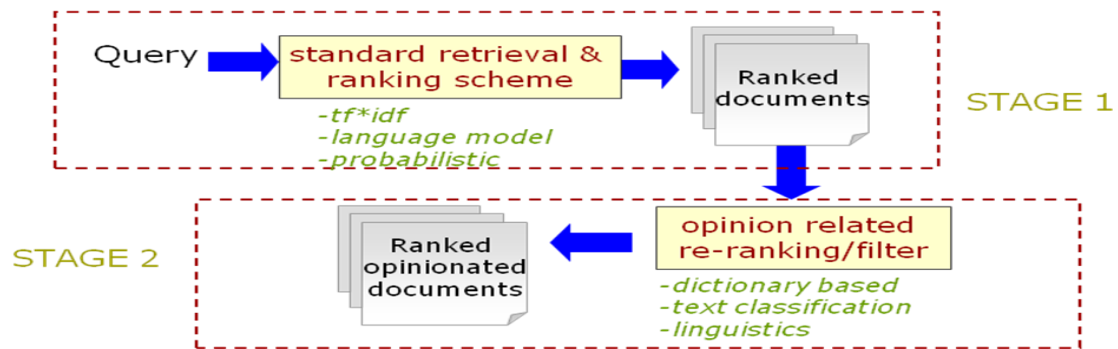 Query
standard retrieval &
ranking scheme
-tf*idf
-language model
-probabilistic
Ranked
documents
STAGE 1
STAGE 2
Ranked
opinionated
documents
opinion related
re-ranking/filter
-dictionary based
-text classification
-linguistics